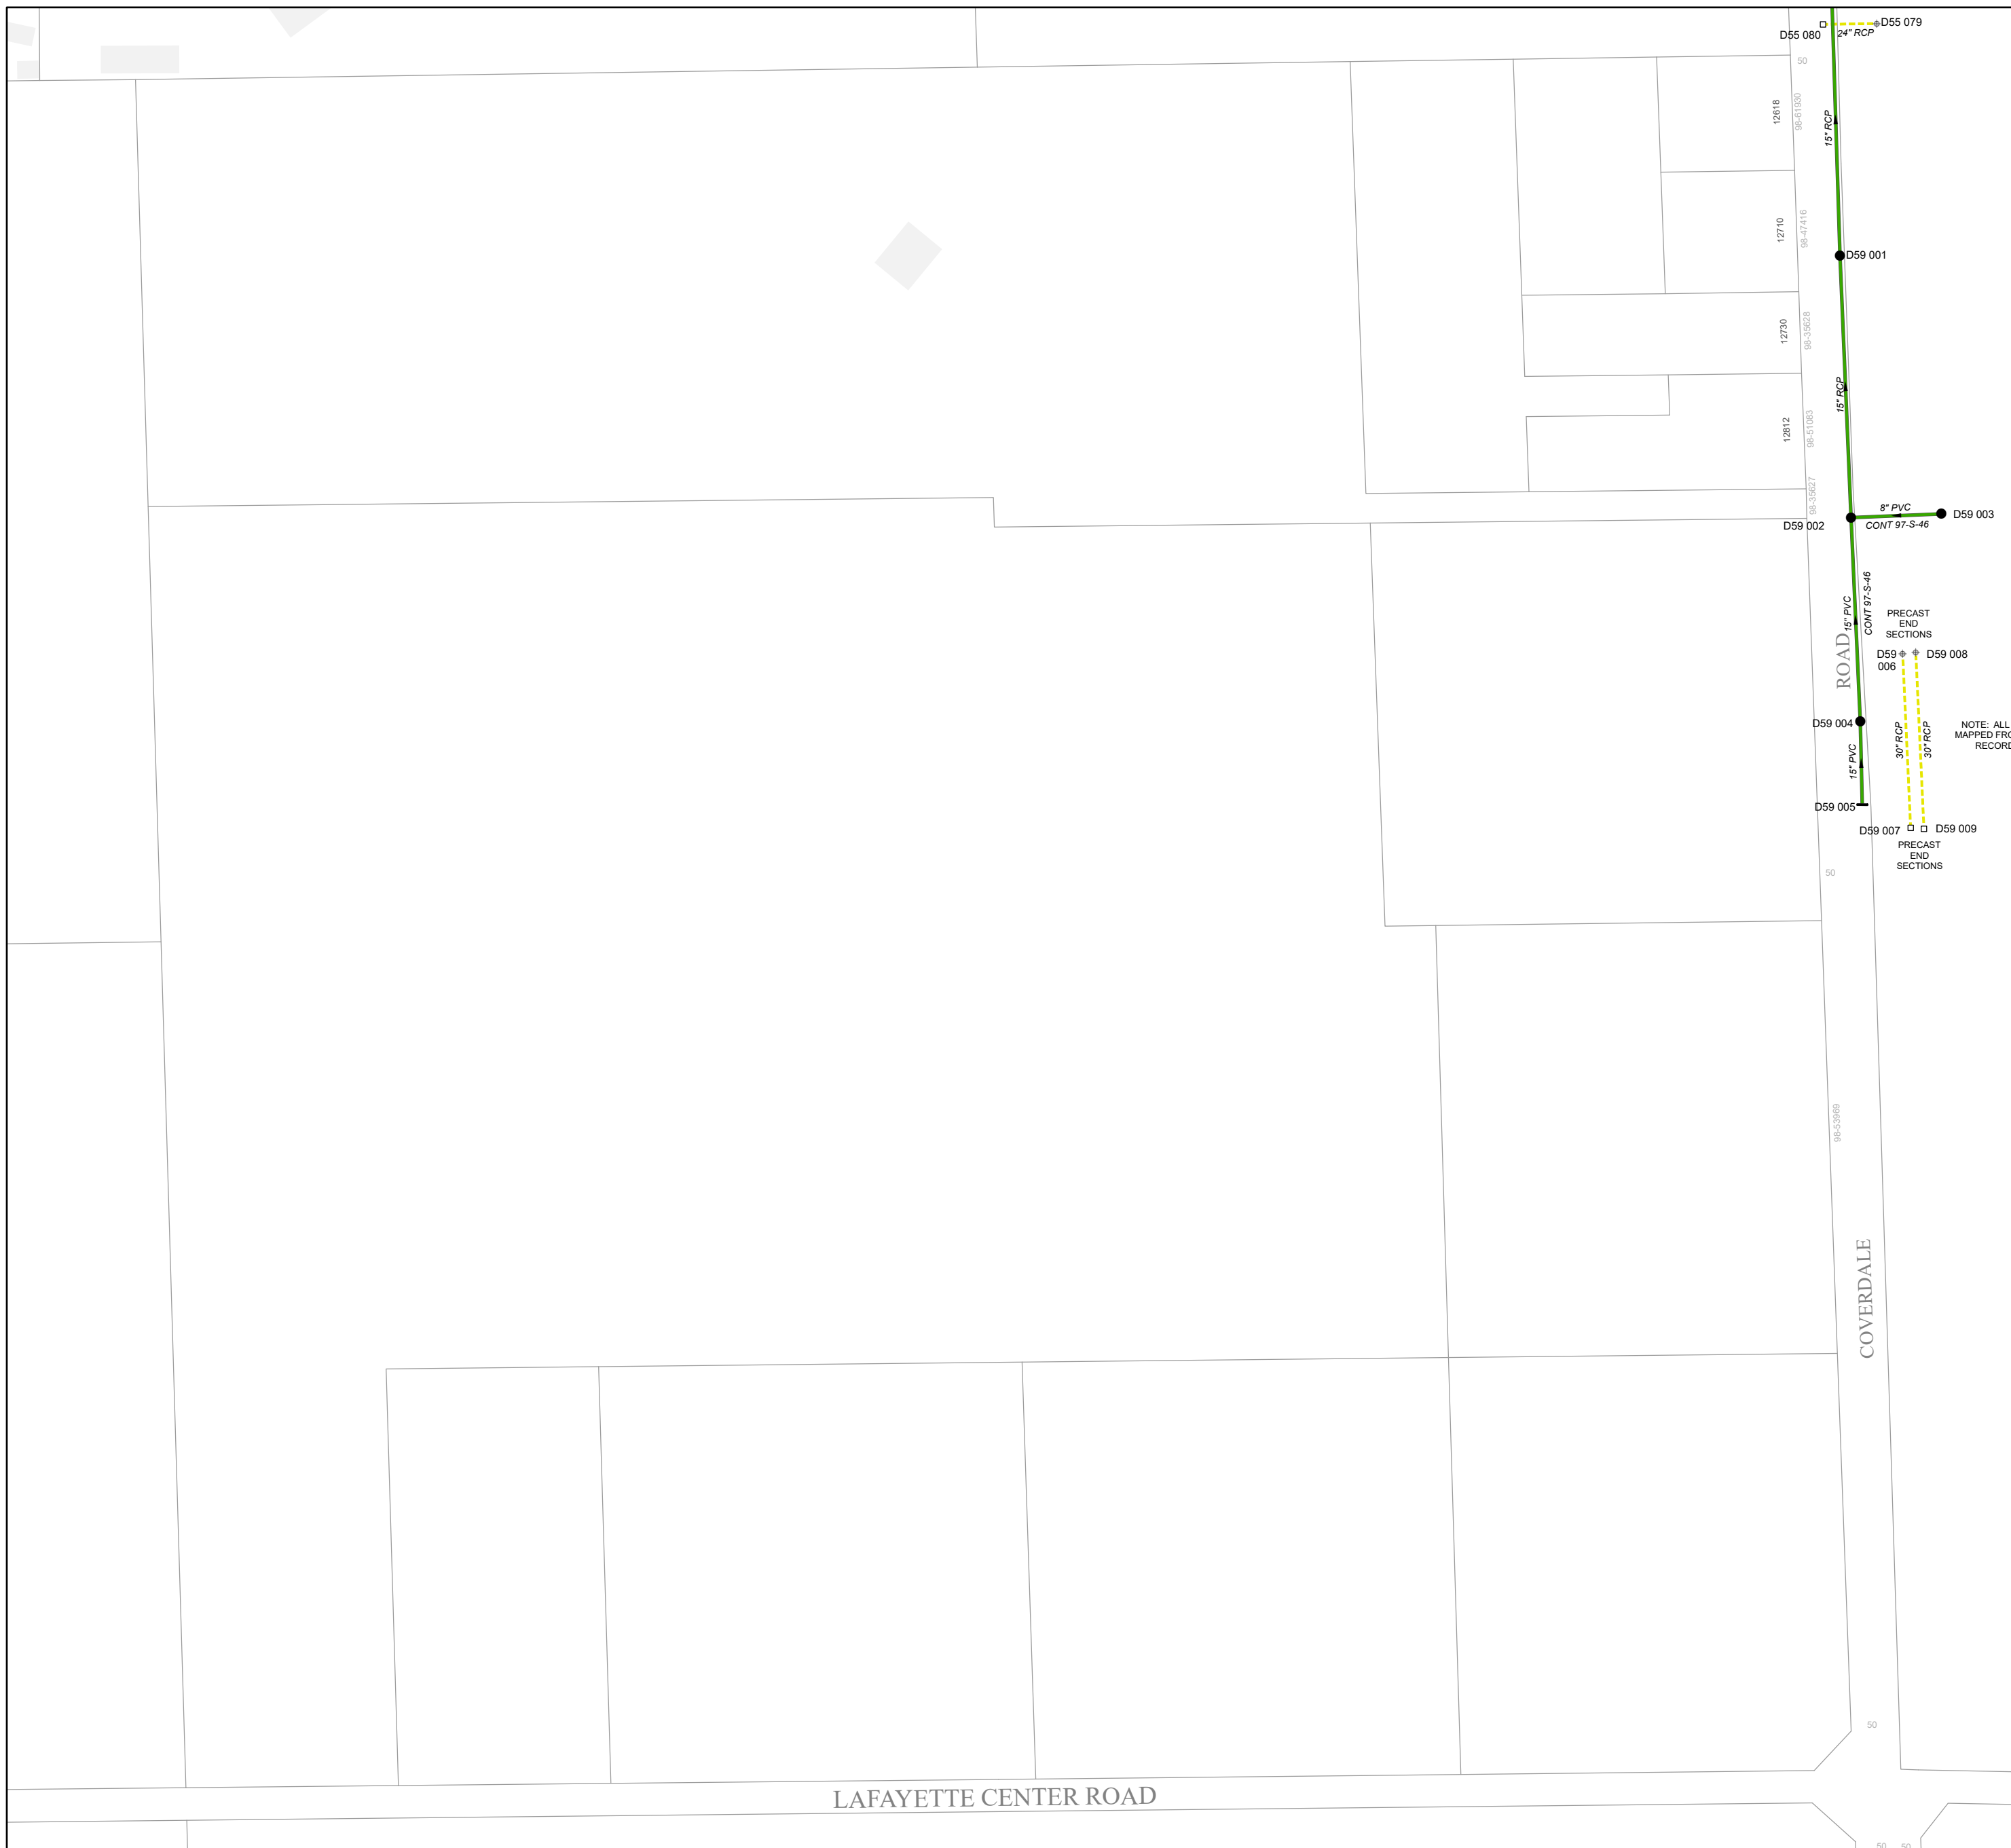 D55 079
D55 080
24" RCP
50
12618
98-61930
15" RCP
12710
98-47416
D59 001
12730
98-35628
15" RCP
12812
98-51083
98-35627
8" PVC
D59 003
D59 002
CONT 97-S-46
15" PVC
CONT 97-S-46
PRECAST
END
SECTIONS
ROAD
D59
006
D59 008
D59 004
30" RCP
30" RCP
NOTE: ALL
MAPPED FRO
RECORD
15" PVC
D59 005
D59 007
D59 009
PRECAST
END
SECTIONS
50
98-53969
COVERDALE
50
LAFAYETTE CENTER ROAD
50
50